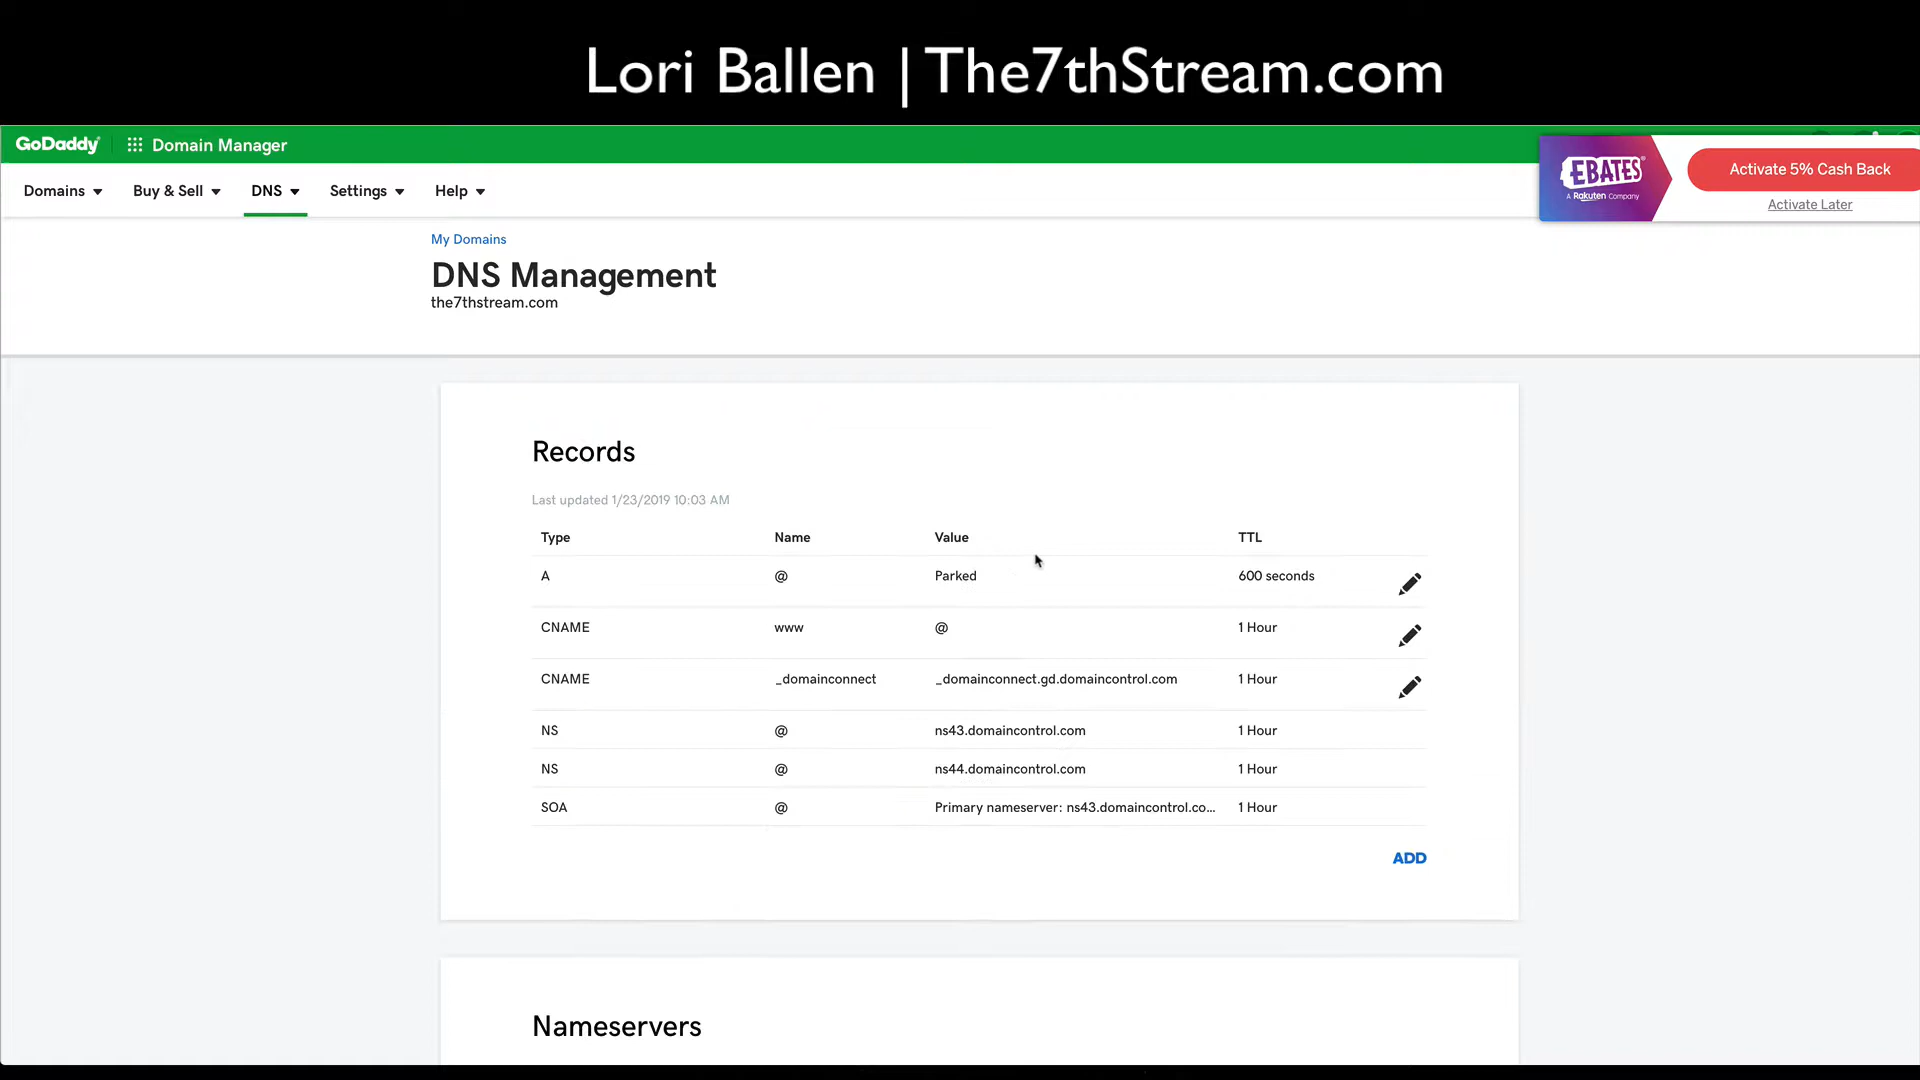 Lori Ballen | The7thStream.com
GoDaddy Domain Manager
EBATES
A Rakuten Company
Activate 5% Cash Back
Activate Later
Domains Buy & Sell DNS Settings Help
My Domains
DNS Management
the7thstream.com
Records
Last updated 1/23/2019 10:03 AM
Type Name Value TTL
A @ Parked 600 seconds
CNAME www @ 1 Hour
CNAME _domainconnect _domainconnect.gd.domaincontrol.com 1 Hour
NS @ ns43.domaincontrol.com 1 Hour
NS @ ns44.domaincontrol.com 1 Hour
SOA @ Primary nameserver: ns43.domaincontrol.co... 1 Hour
ADD
Nameservers